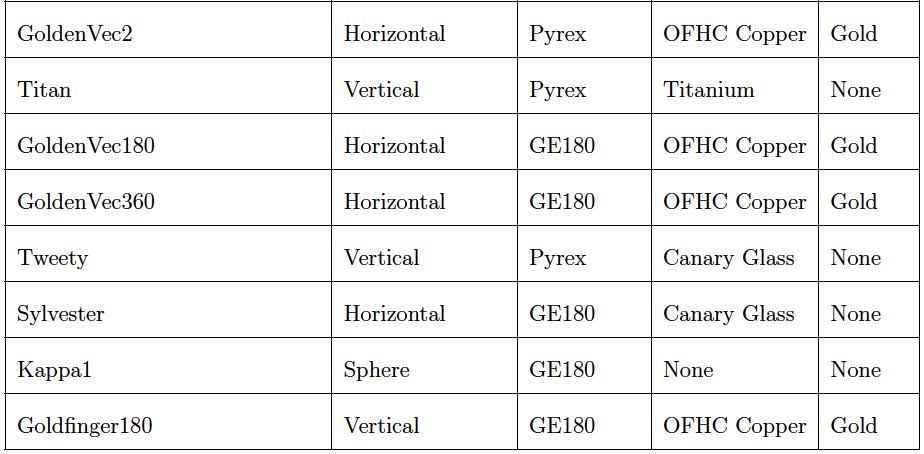 GoldenVec2 Horizontal Pyrex OFHC Copper Gold
Titan Vertical Pyrex Titanium None
GoldenVec180 Horizontal GE180 OFHC Copper Gold
GoldenVec360 Horizontal GE180 OFHC Copper Gold
Tweety Vertical Pyrex Canary Glass None
Sylvester Horizontal GE180 Canary Glass None
Kappa1 Sphere GE180 None None
Goldfinger180 Vertical GE180 OFHC Copper Gold